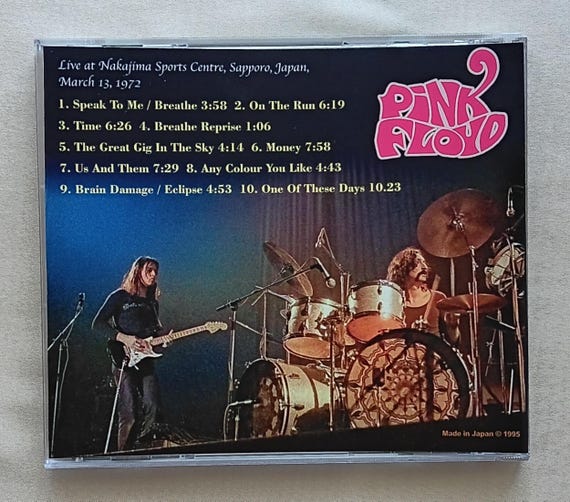 Live at Nakajima Sports Centre, Sapporo, Japan,
March 13, 1972
PINK
FLOYD
1. Speak To Me / Breathe 3:58 2. On The Run 6:19
3. Time 6:26 4. Breathe Reprise 1:06
5. The Great Gig In The Sky 4:14 6. Money 7:58
7. Us And Them 7:29 8. Any Colour You Like 4:43
9. Brain Damage / Eclipse 4:53 10. One Of These Days 10.23
Made in Japan © 1995